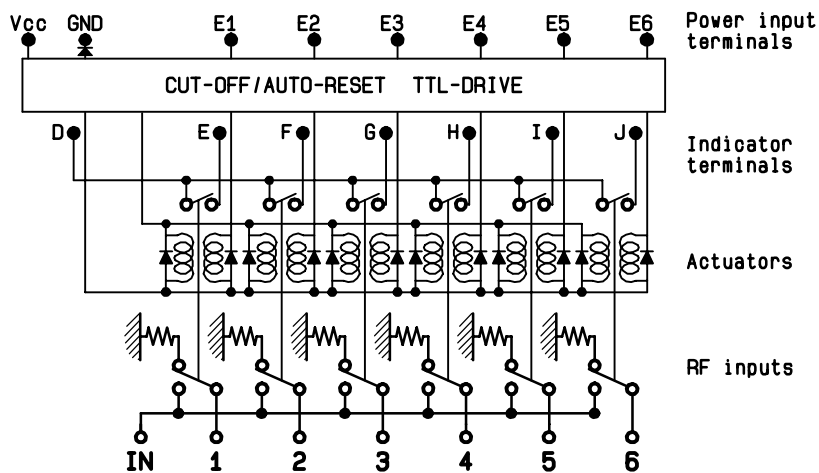 Vcc GND E1 E2 E3 E4 E5 E6 Power input
terminals
CUT-OFF/AUTO-RESET TTL-DRIVE
D E F G H I J Indicator
terminals
Actuators
RF inputs
IN 1 2 3 4 5 6